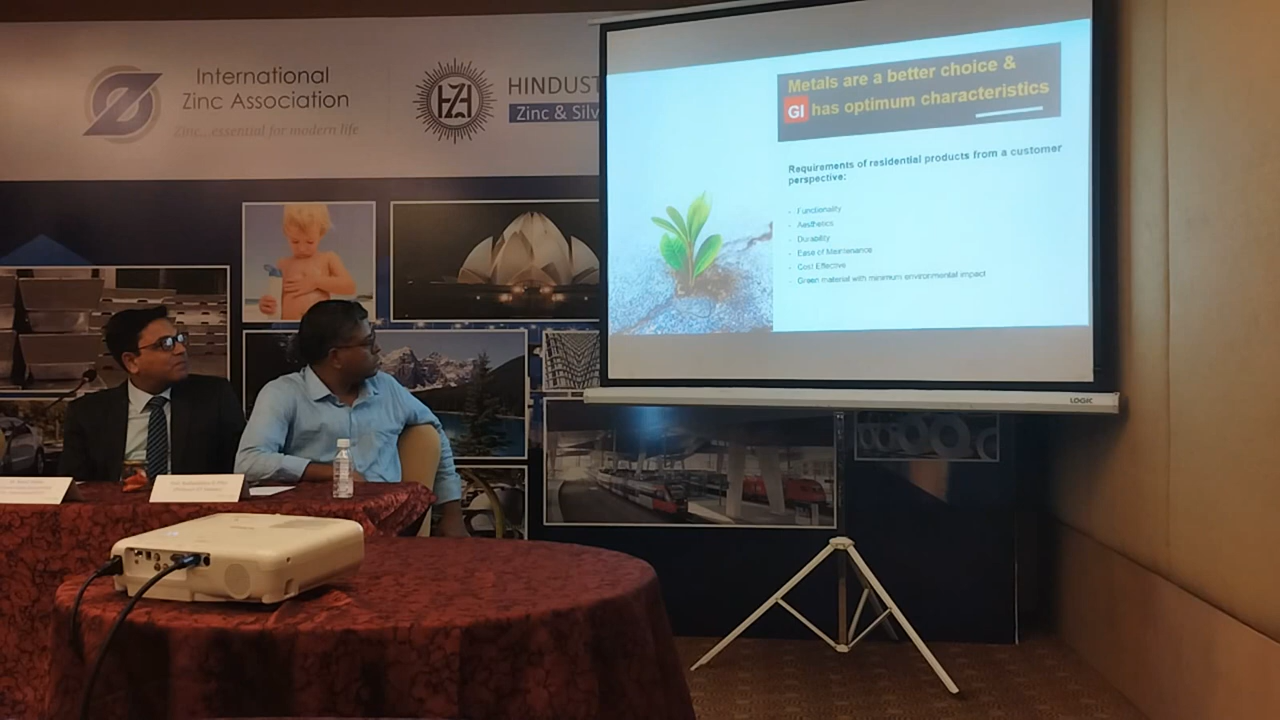 International
Zinc Association
Zinc...essential for modern life
HINDUST
Zinc & Silv
Metals are a better choice &
GI has optimum characteristics
Requirements of residential products from a customer
perspective:
- Functionality
- Aesthetics
- Durability
- Ease of Maintenance
- Cost Effective
- Green material with minimum environmental impact
LOGIC